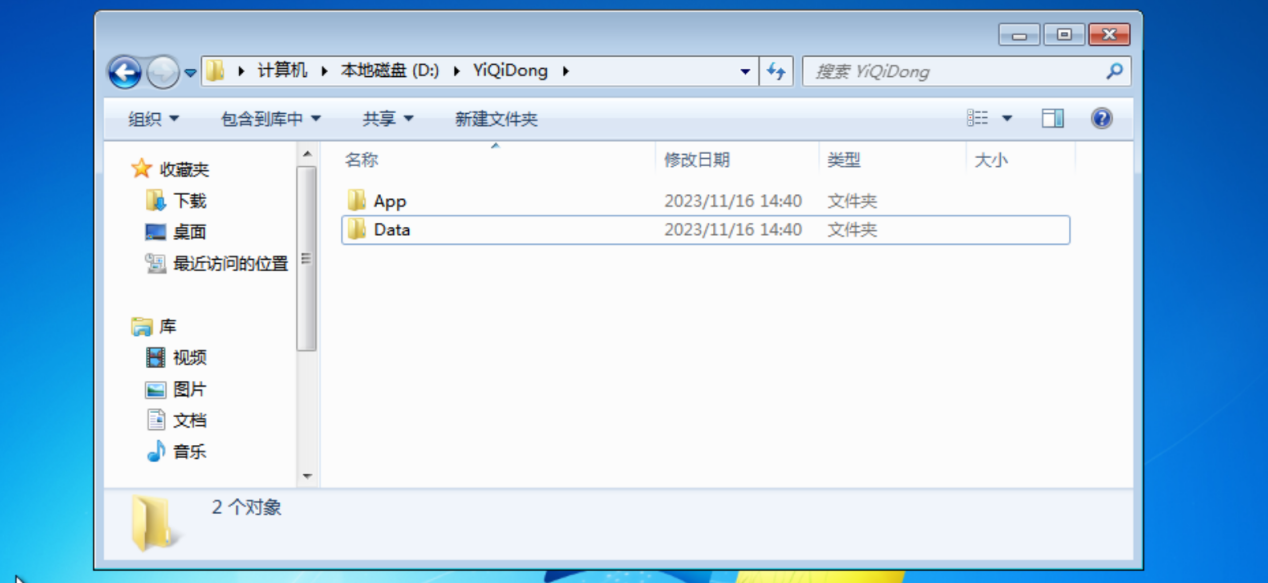 计算机 本地磁盘 (D:) YiQiDong 搜索 YiQiDong
组织 包含到库中 共享 新建文件夹
收藏夹
下载
桌面
最近访问的位置
库
视频
图片
文档
音乐
名称 修改日期 类型 大小
App 2023/11/16 14:40 文件夹
Data 2023/11/16 14:40 文件夹
2 个对象